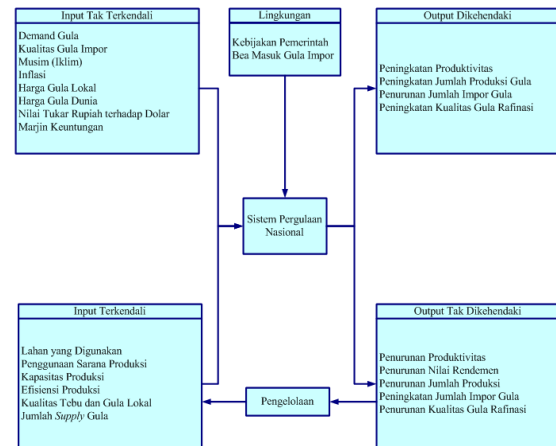 Input Tak Terkendali
Demand Gula
Kualitas Gula Impor
Musim (Iklim)
Inflasi
Harga Gula Lokal
Harga Gula Dunia
Nilai Tukar Rupiah terhadap Dolar
Marjin Keuntungan
Lingkungan
Kebijakan Pemerintah
Bea Masuk Gula Impor
Output Dikehendaki
Peningkatan Produktivitas
Peningkatan Jumlah Produksi Gula
Penurunan Jumlah Impor Gula
Peningkatan Kualitas Gula Rafinasi
Sistem Pergulaan
Nasional
Input Terkendali
Lahan yang Digunakan
Penggunaan Sarana Produksi
Kapasitas Produksi
Efisiensi Produksi
Kualitas Tebu dan Gula Lokal
Jumlah Supply Gula
Pengelolaan
Output Tak Dikehendaki
Penurunan Produktivitas
Penurunan Nilai Rendemen
Penurunan Jumlah Produksi
Peningkatan Jumlah Impor Gula
Penurunan Kualitas Gula Rafinasi